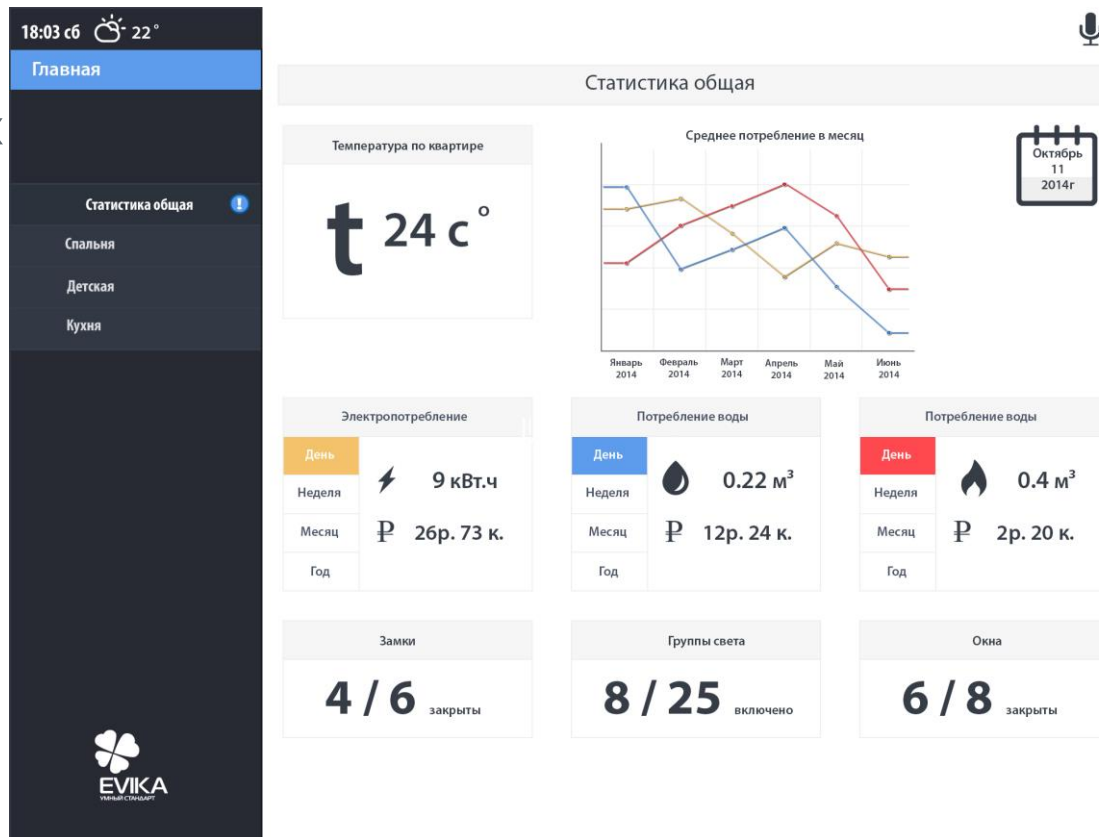 18:03 сб 22°
Главная
Статистика общая
Спальня
Детская
Кухня
EVIKA
УМНЫЙ СТАНДАРТ
Статистика общая
Температура по квартире
t 24 c°
Среднее потребление в месяц
Январь 2014
Февраль 2014
Март 2014
Апрель 2014
Май 2014
Июнь 2014
Октябрь
11
2014г
Электропотребление
День
Неделя
Месяц
Год
9 кВт.ч
₽ 26р. 73 к.
Потребление воды
День
Неделя
Месяц
Год
0.22 м³
₽ 12р. 24 к.
Потребление воды
День
Неделя
Месяц
Год
0.4 м³
₽ 2р. 20 к.
Замки
4 / 6 закрыты
Группы света
8 / 25 включено
Окна
6 / 8 закрыты